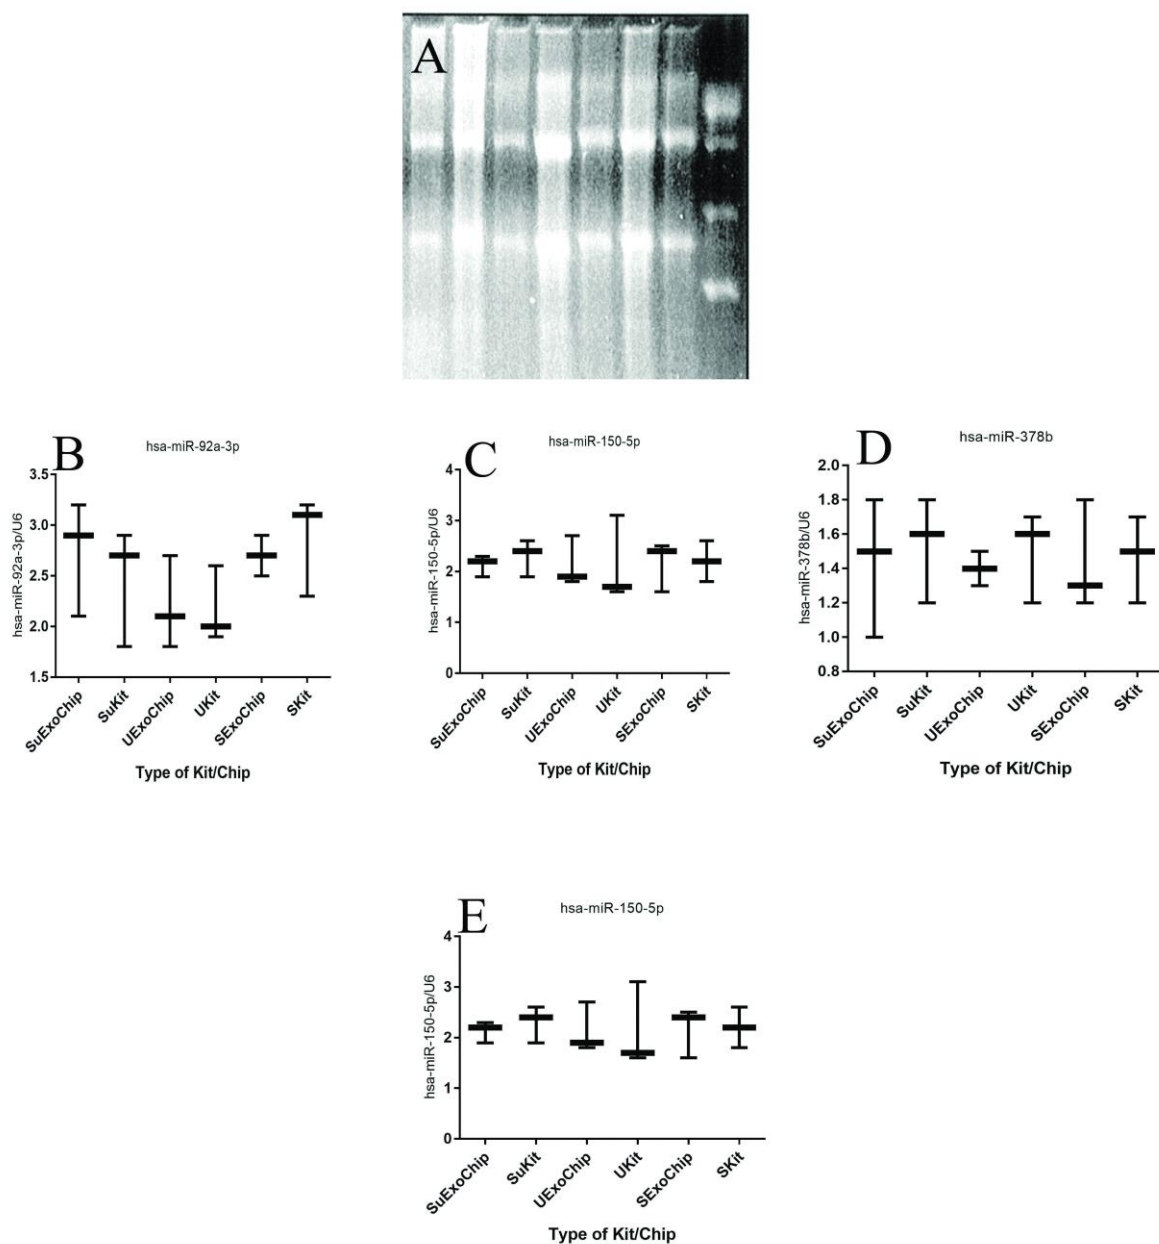 A
B
hsa-miR-92a-3p
hsa-miR-92a-3p/U6
3.5
3.0
2.5
2.0
1.5
SuExoChip
SuKit
UExoChip
UKit
SExoChip
SKit
Type of Kit/Chip
C
hsa-miR-150-5p
hsa-miR-150-5p/U6
4
3
2
1
0
SuExoChip
SuKit
UExoChip
UKit
SExoChip
SKit
Type of Kit/Chip
D
hsa-miR-378b
hsa-miR-378b/U6
2.0
1.8
1.6
1.4
1.2
1.0
0.8
SuExoChip
SuKit
UExoChip
UKit
SExoChip
SKit
Type of Kit/Chip
E
hsa-miR-150-5p
hsa-miR-150-5p/U6
4
3
2
1
0
SuExoChip
SuKit
UExoChip
UKit
SExoChip
SKit
Type of Kit/Chip